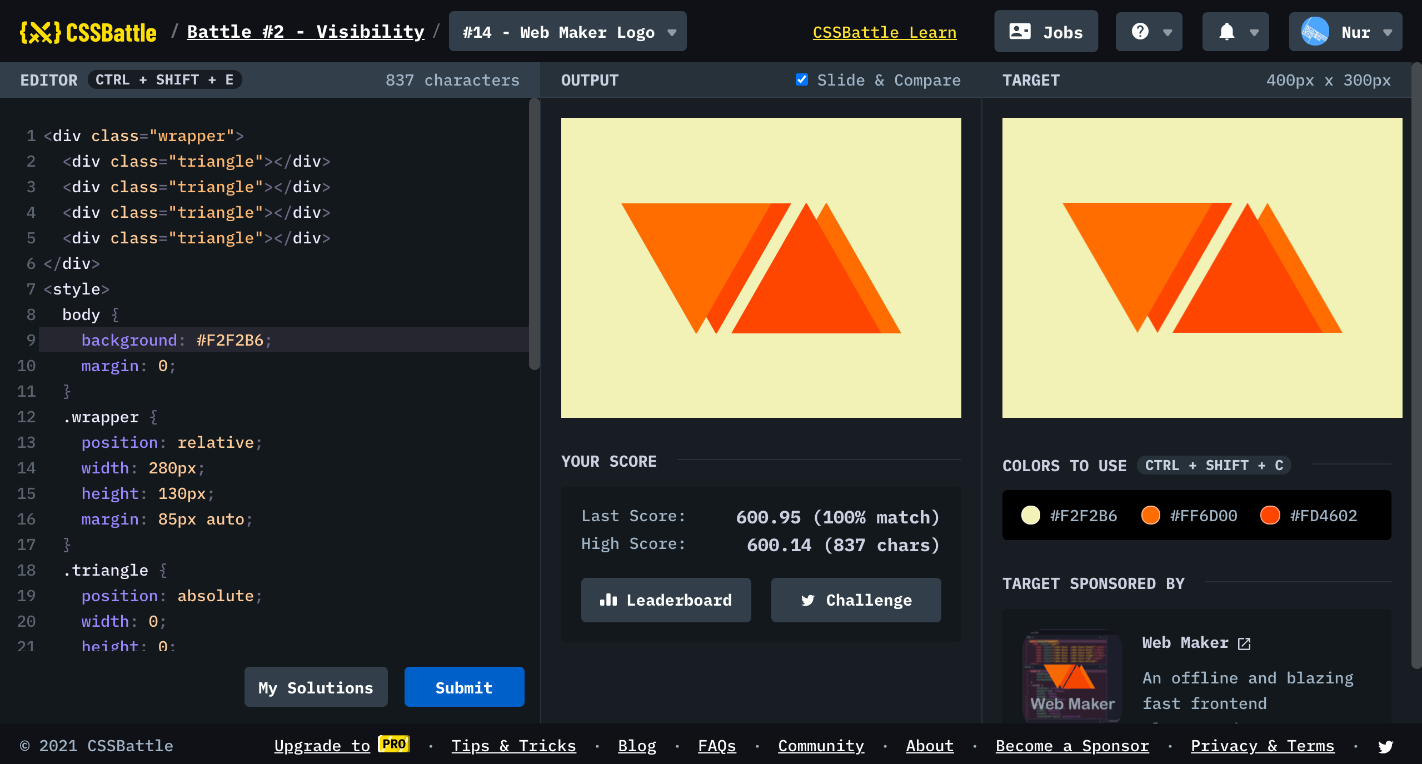 CSSBattle / Battle #2 - Visibility / #14 - Web Maker Logo CSSBattle Learn Jobs Nur
EDITOR CTRL + SHIFT + E 837 characters
1 <div class="wrapper">
2 <div class="triangle"></div>
3 <div class="triangle"></div>
4 <div class="triangle"></div>
5 <div class="triangle"></div>
6 </div>
7 <style>
8 body {
9 background: #F2F2B6;
10 margin: 0;
11 }
12 .wrapper {
13 position: relative;
14 width: 280px;
15 height: 130px;
16 margin: 85px auto;
17 }
18 .triangle {
19 position: absolute;
20 width: 0;
21 height: 0;
My Solutions Submit
OUTPUT Slide & Compare
YOUR SCORE
Last Score: 600.95 (100% match)
High Score: 600.14 (837 chars)
Leaderboard Challenge
TARGET 400px x 300px
COLORS TO USE CTRL + SHIFT + C
#F2F2B6 #FF6D00 #FD4602
TARGET SPONSORED BY
Web Maker
Web Maker
An offline and blazing
fast frontend
© 2021 CSSBattle Upgrade to PRO · Tips & Tricks · Blog · FAQs · Community · About · Become a Sponsor · Privacy & Terms ·